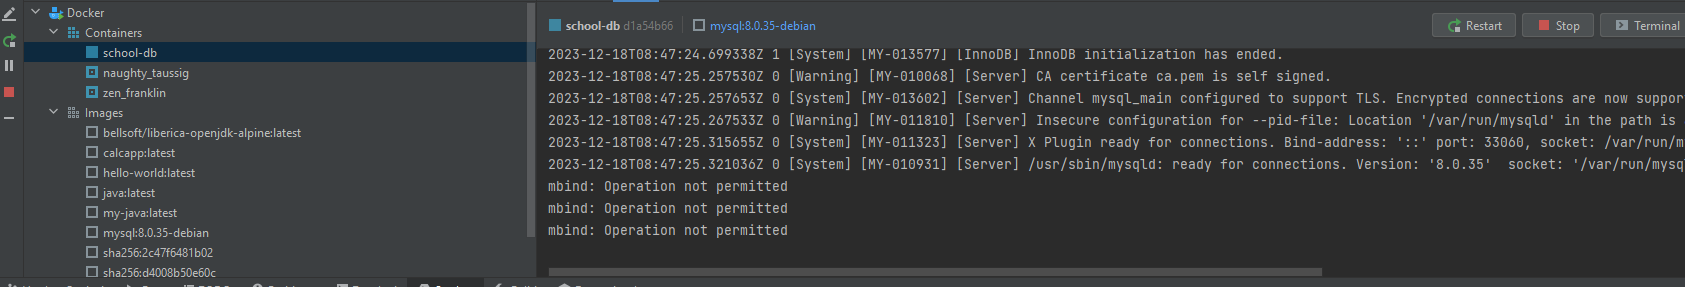 Docker
Containers
school-db
naughty_taussig
zen_franklin
Images
bellsoft/liberica-openjdk-alpine:latest
calcapp:latest
hello-world:latest
java:latest
my-java:latest
mysql:8.0.35-debian
sha256:2c47f6481b02
sha256:d4008b50e60c
school-db d1a54b66 mysql:8.0.35-debian
Restart Stop Terminal
2023-12-18T08:47:24.699338Z 1 [System] [MY-013577] [InnoDB] InnoDB initialization has ended.
2023-12-18T08:47:25.257530Z 0 [Warning] [MY-010068] [Server] CA certificate ca.pem is self signed.
2023-12-18T08:47:25.257653Z 0 [System] [MY-013602] [Server] Channel mysql_main configured to support TLS. Encrypted connections are now suppor
2023-12-18T08:47:25.267533Z 0 [Warning] [MY-011810] [Server] Insecure configuration for --pid-file: Location '/var/run/mysqld' in the path is
2023-12-18T08:47:25.315655Z 0 [System] [MY-011323] [Server] X Plugin ready for connections. Bind-address: '::' port: 33060, socket: /var/run/m
2023-12-18T08:47:25.321036Z 0 [System] [MY-010931] [Server] /usr/sbin/mysqld: ready for connections. Version: '8.0.35' socket: '/var/run/mysq
mbind: Operation not permitted
mbind: Operation not permitted
mbind: Operation not permitted